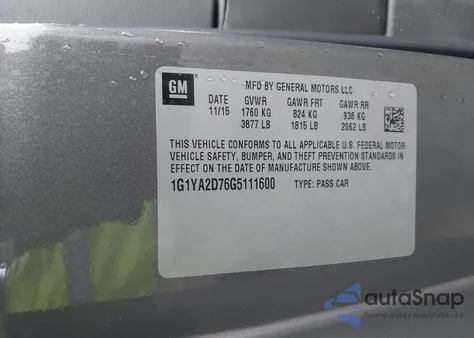 GM
MFD BY GENERAL MOTORS LLC
DATE GVWR GAWR FRT GAWR RR
11/15 1760 KG 824 KG 936 KG
3877 LB 1815 LB 2062 LB
THIS VEHICLE CONFORMS TO ALL APPLICABLE U.S. FEDERAL MOTOR
VEHICLE SAFETY, BUMPER, AND THEFT PREVENTION STANDARDS IN
EFFECT ON THE DATE OF MANUFACTURE SHOWN ABOVE.
1G1YA2D76G5111600 TYPE: PASS CAR
autaSnap